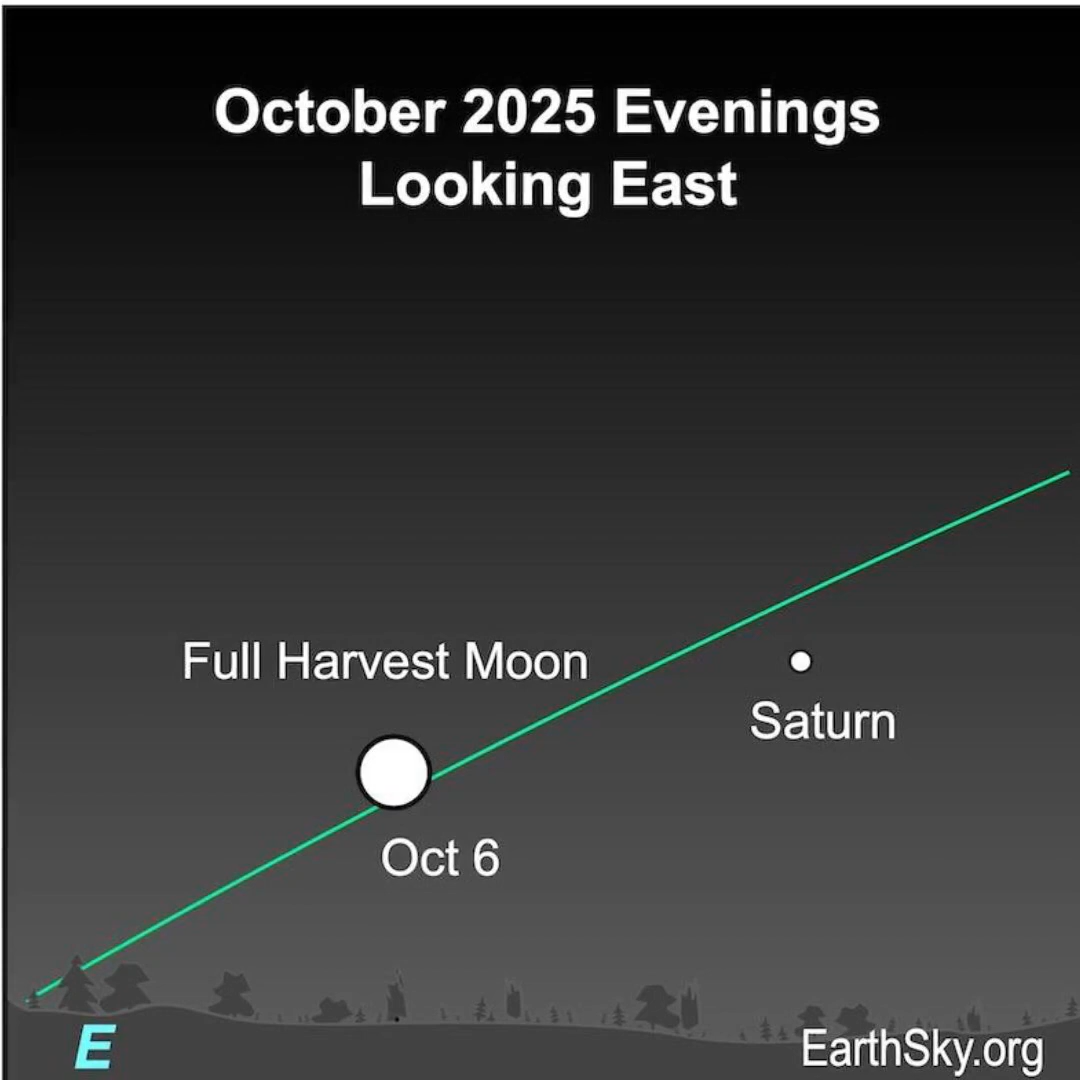 October 2025 Evenings
Looking East
Full Harvest Moon
Saturn
Oct 6
E
EarthSky.org